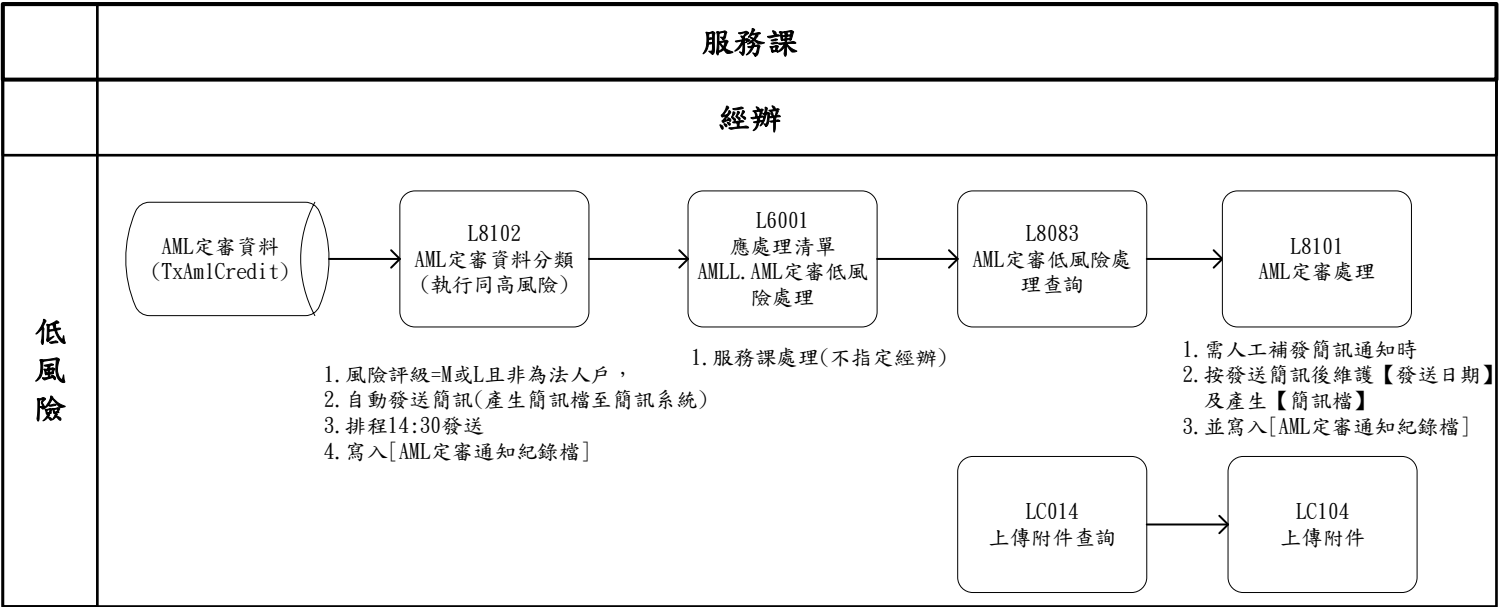 服務課
經辦
低
風
險
AML定審資料
(TxAmlCredit)
L8102
AML定審資料分類
(執行同高風險)
L6001
應處理清單
AMLL.AML定審低風
險處理
L8083
AML定審低風險處
理查詢
L8101
AML定審處理
1.風險評級=M或L且非為法人戶，
2.自動發送簡訊(產生簡訊檔至簡訊系統)
3.排程14:30發送
4.寫入[AML定審通知紀錄檔]
1.服務課處理(不指定經辦)
1.需人工補發簡訊通知時
2.按發送簡訊後維護【發送日期】
及產生【簡訊檔】
3.並寫入[AML定審通知紀錄檔]
LC014
上傳附件查詢
LC104
上傳附件